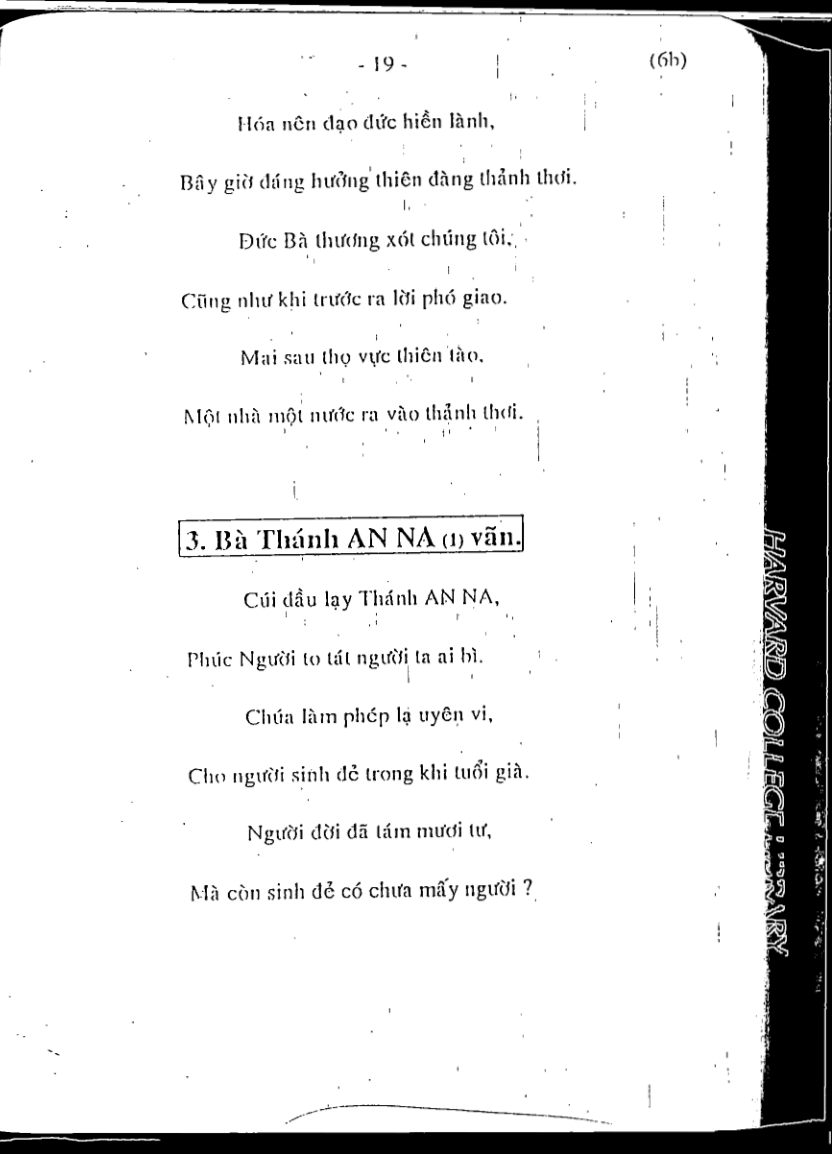 - 19 -
(6b)
Hóa nên đạo đức hiền lành,
Bây giờ đáng hưởng thiên đàng thảnh thơi.
Đức Bà thương xót chúng tôi,
Cũng như khi trước ra lời phó giao.
Mai sau thọ vực thiên tào,
Một nhà một nước ra vào thảnh thơi.
3. Bà Thánh AN NA (1) vãn.
Cúi đầu lạy Thánh AN NA,
Phúc Người to tát người ta ai bì.
Chúa làm phép lạ uyên vi,
Cho người sinh đẻ trong khi tuổi già.
Người đời đã tám mươi tư,
Mà còn sinh đẻ có chưa mấy người ?
HARVARD COLLEGE LIBRARY